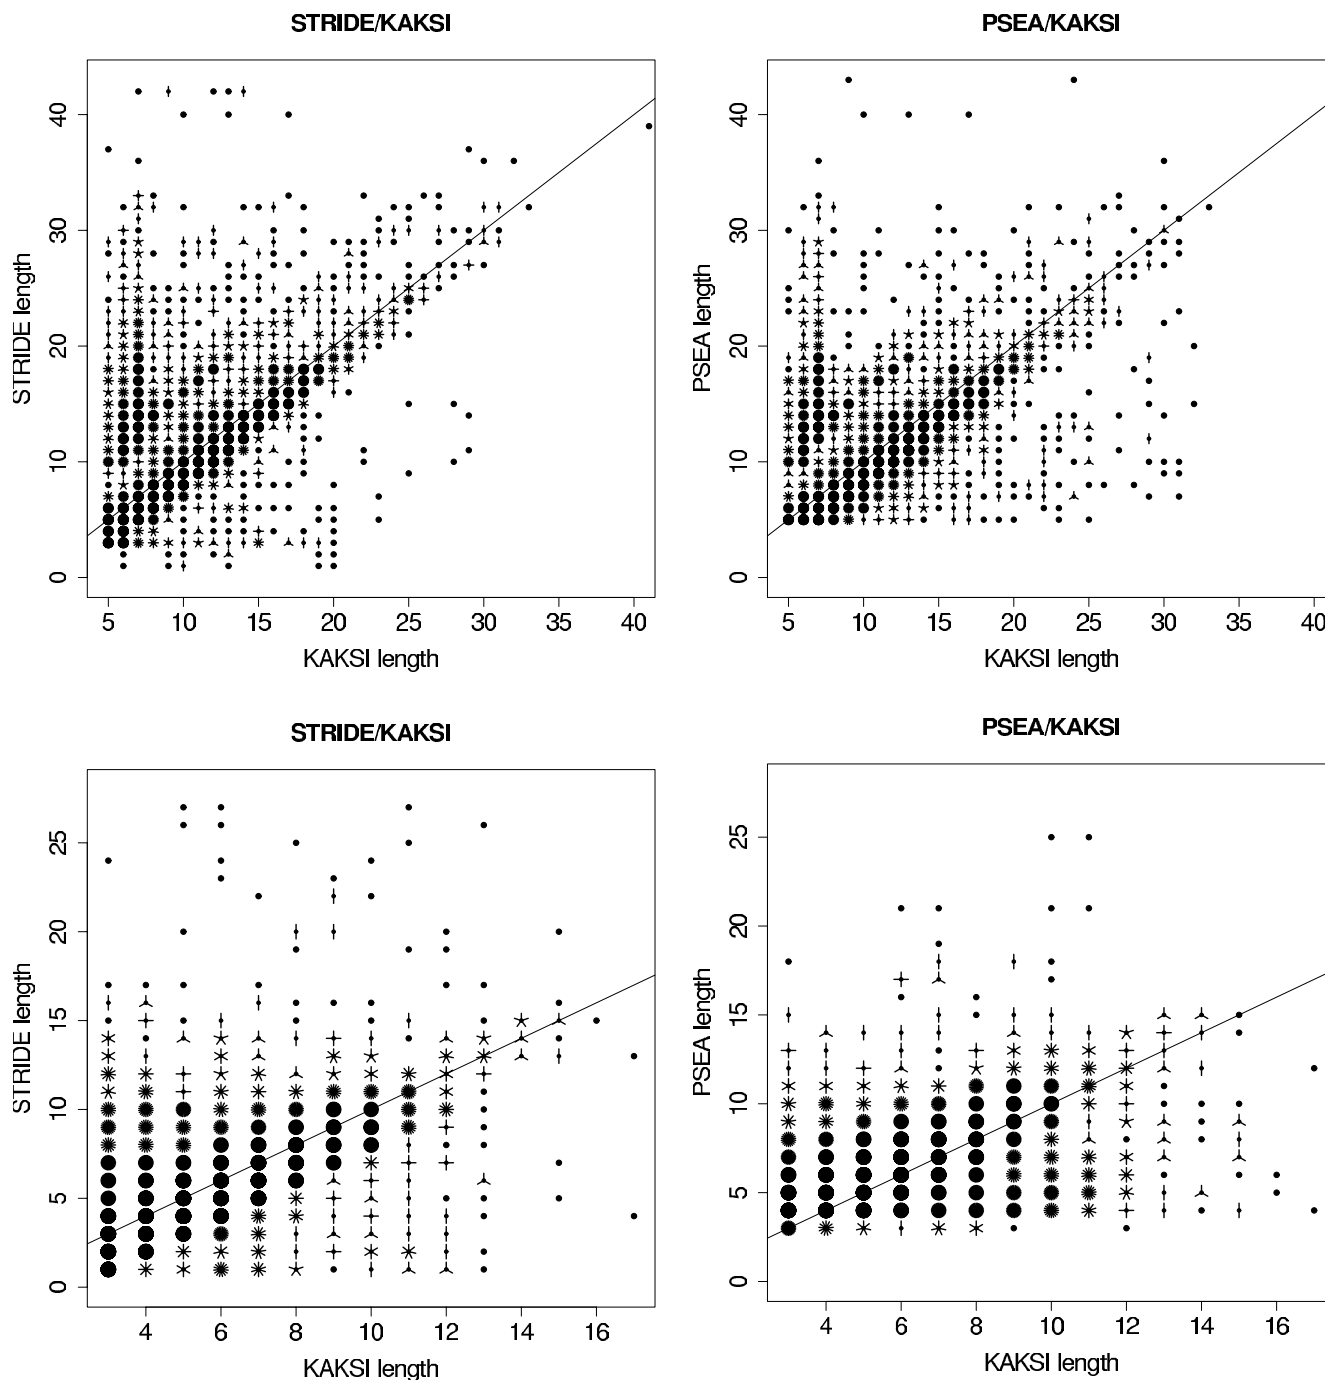 STRIDE/KAKSI
STRIDE length
0 10 20 30 40
5 10 15 20 25 30 35 40
KAKSI length
PSEA/KAKSI
PSEA length
0 10 20 30 40
5 10 15 20 25 30 35 40
KAKSI length
STRIDE/KAKSI
STRIDE length
0 5 10 15 20 25
4 6 8 10 12 14 16
KAKSI length
PSEA/KAKSI
PSEA length
0 5 10 15 20 25
4 6 8 10 12 14 16
KAKSI length